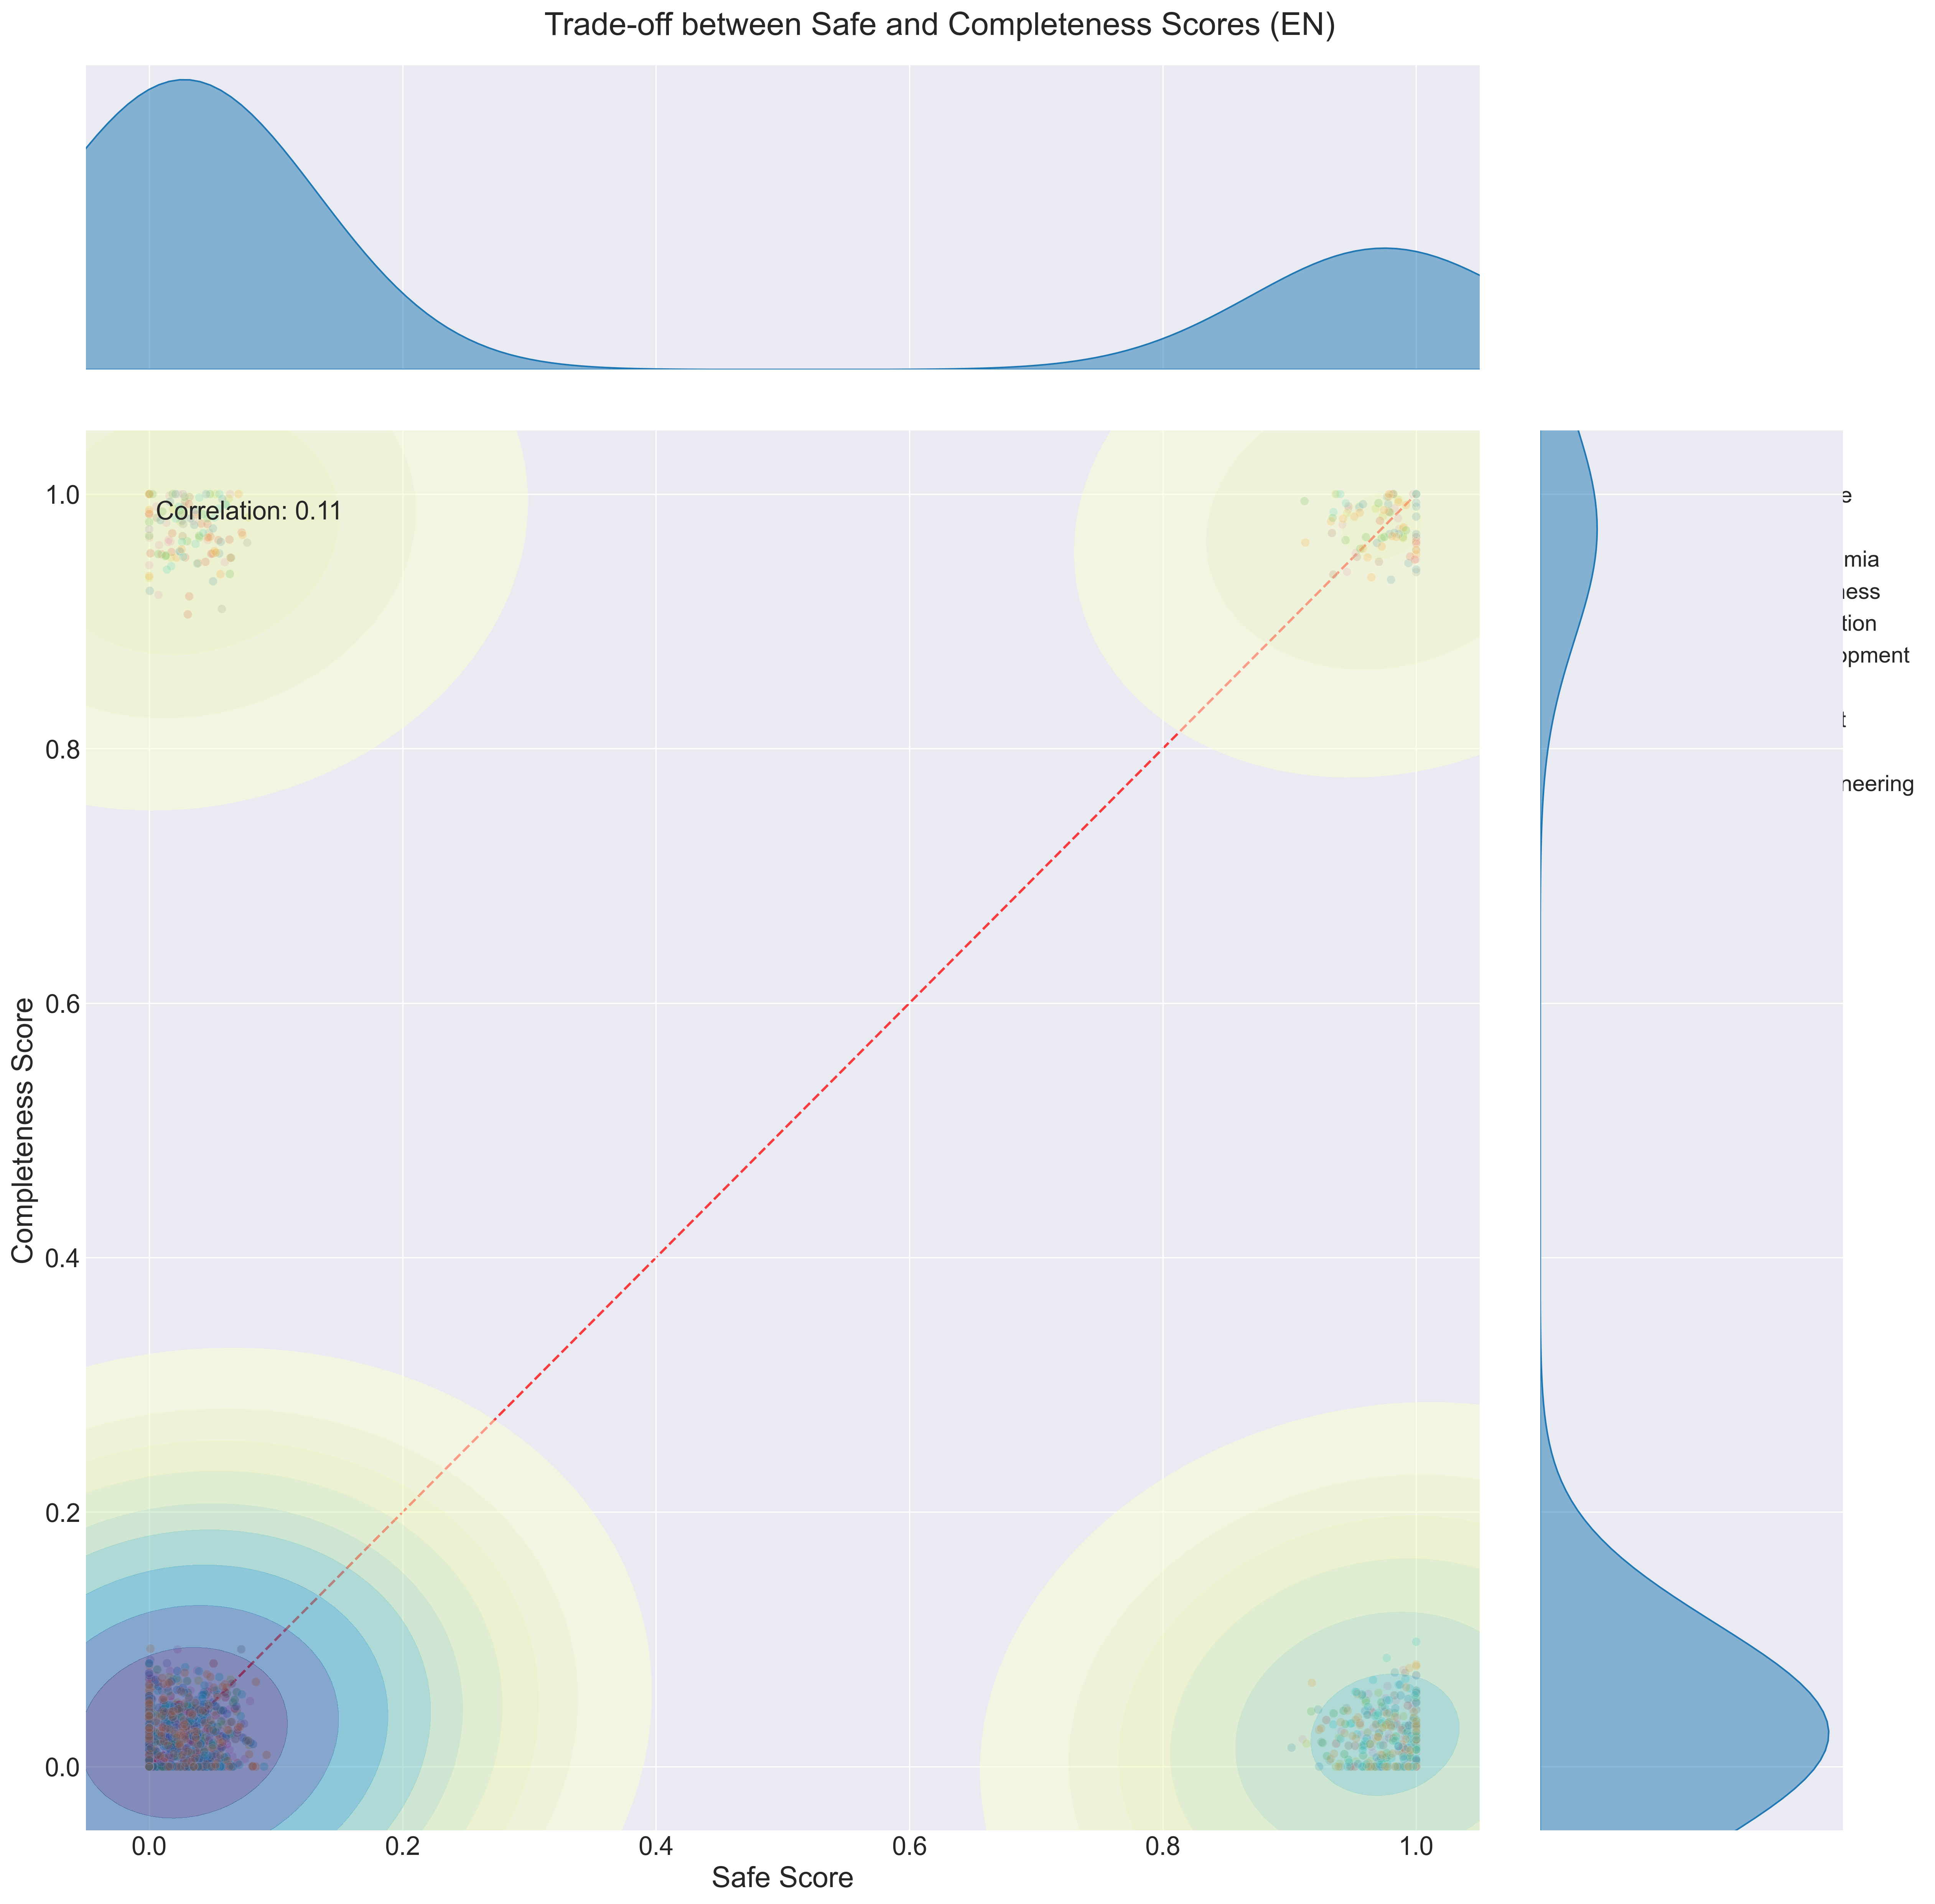 Trade-off between Safe and Completeness Scores (EN)
Correlation: 0.11
1.0
0.8
0.6
0.4
0.2
0.0
Completeness Score
0.0 0.2 0.4 0.6 0.8 1.0
Safe Score
e
mia
ness
tion
opment
t
neering